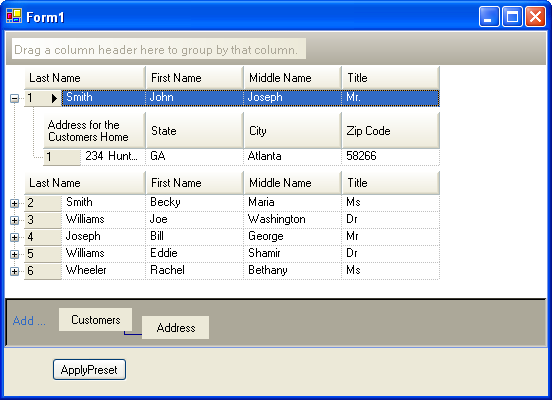 Form1
Drag a column header here to group by that column.
Last Name First Name Middle Name Title
1 Smith John Joseph Mr.
Address for the Customers Home State City Zip Code
1 234 Hunt... GA Atlanta 58266
Last Name First Name Middle Name Title
2 Smith Becky Maria Ms
3 Williams Joe Washington Dr
4 Joseph Bill George Mr
5 Williams Eddie Shamir Dr
6 Wheeler Rachel Bethany Ms
Add ... Customers
Address
ApplyPreset